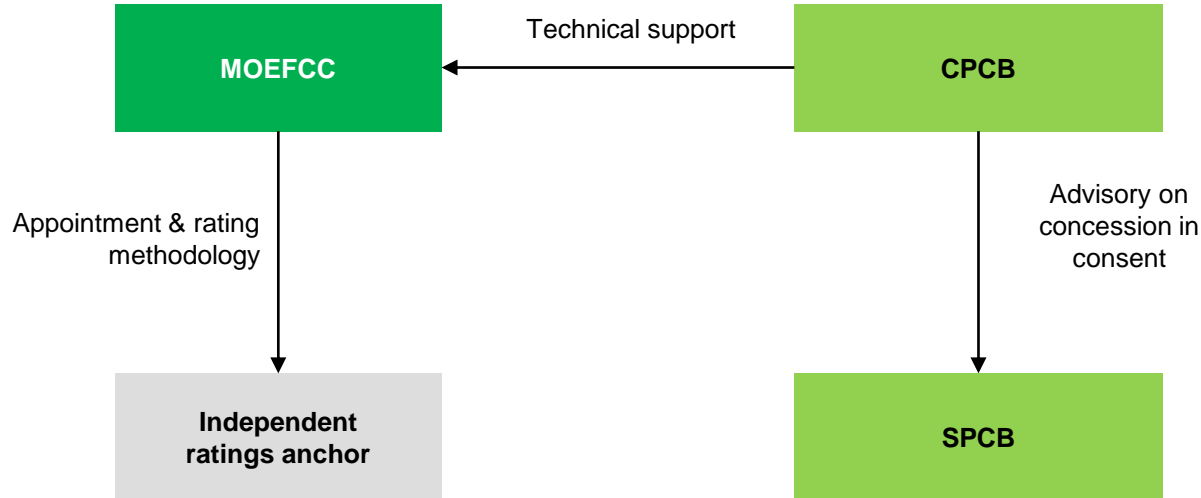 Technical support
MOEFCC
CPCB
Appointment & rating
methodology
Advisory on
concession in
consent
Independent
ratings anchor
SPCB